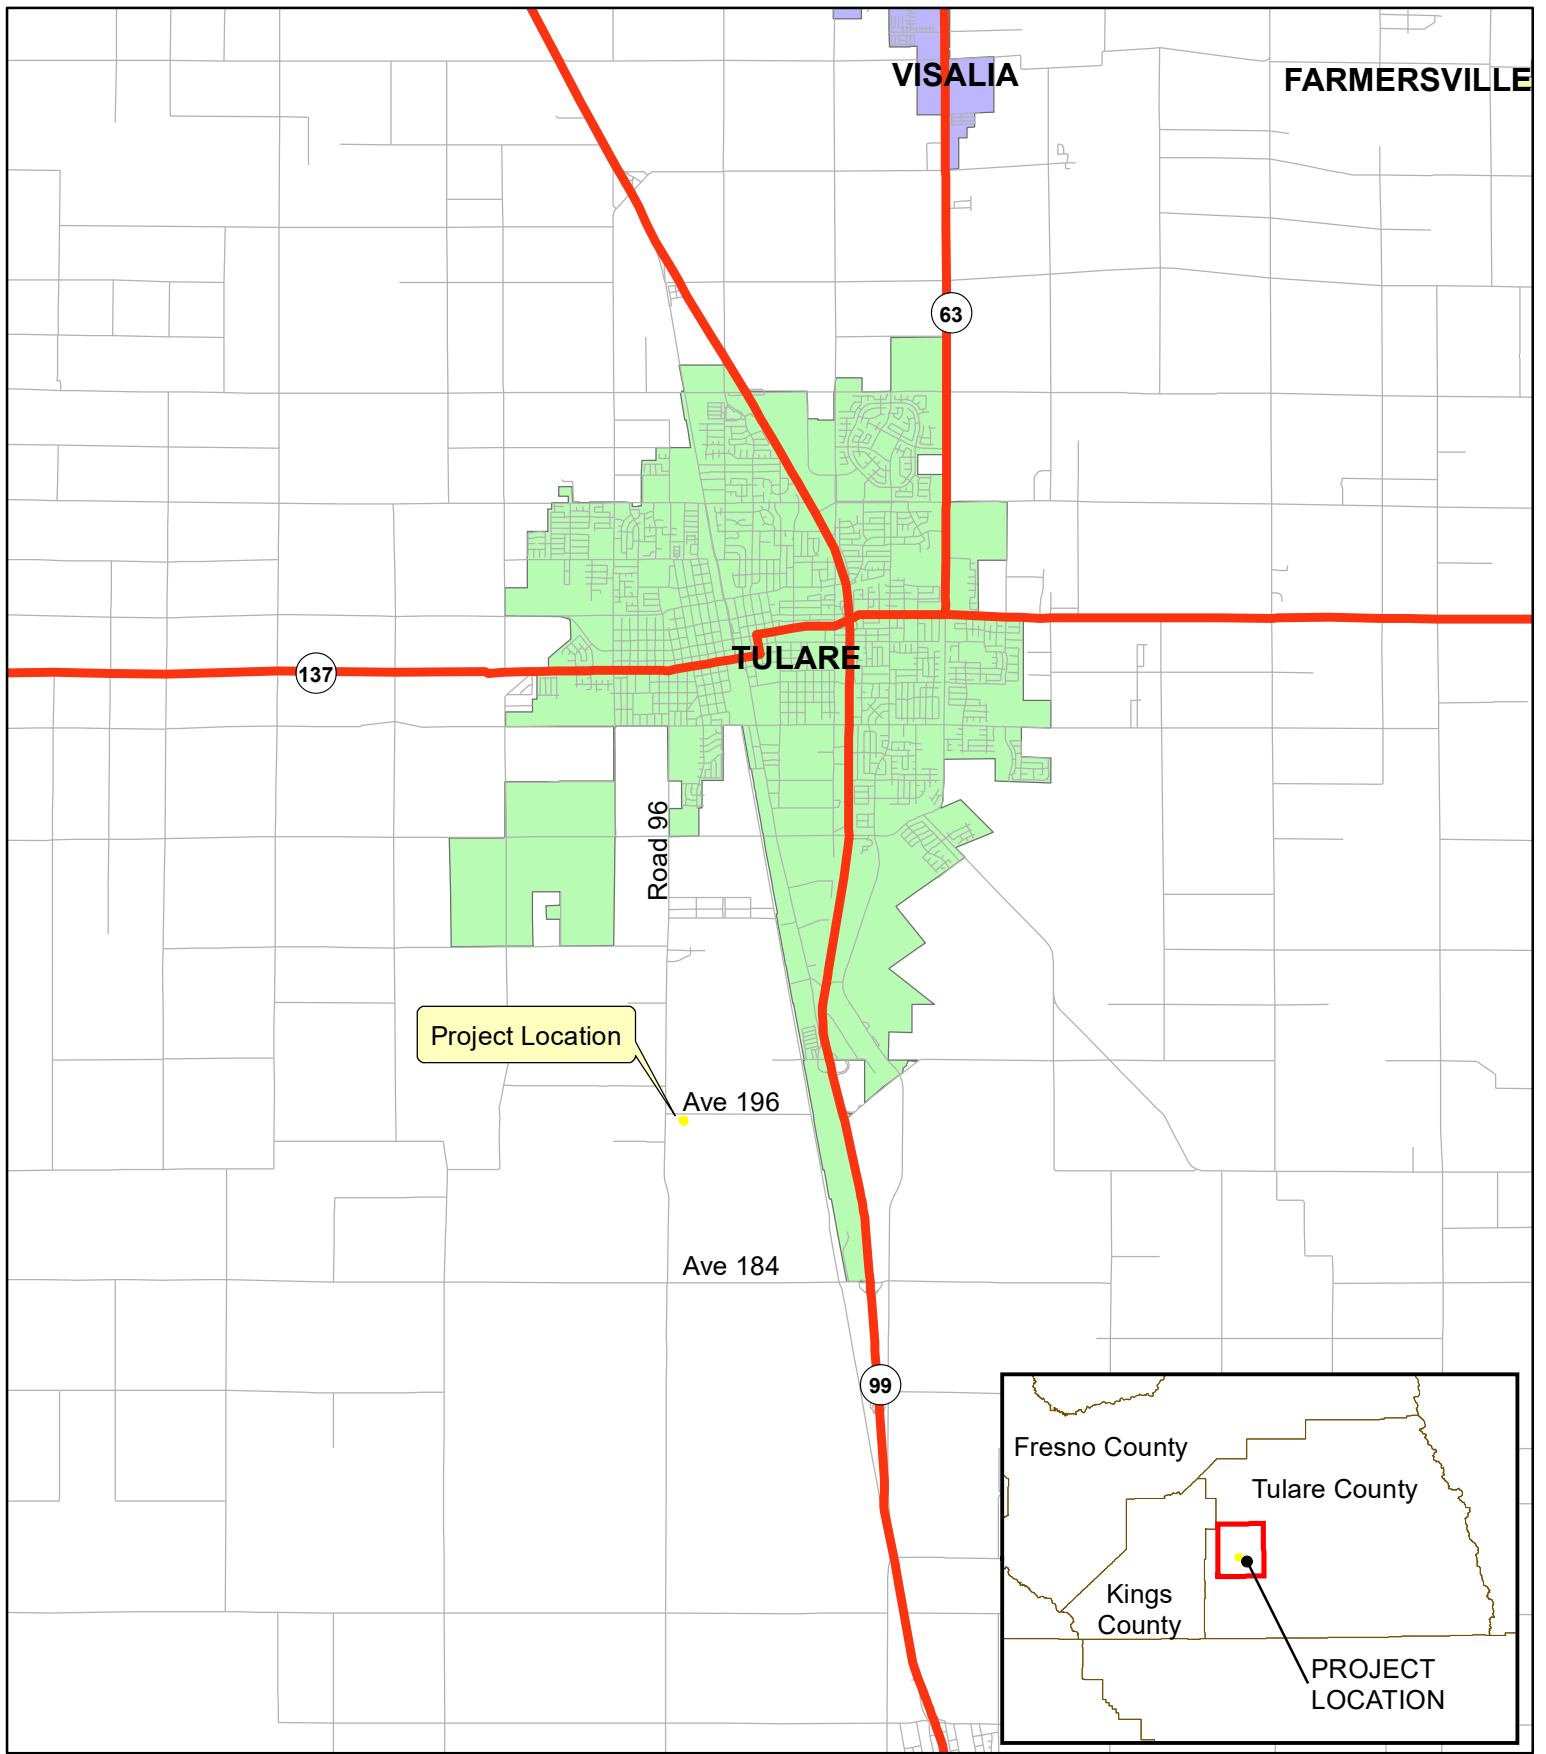 VISALIA
FARMERSVILLE
63
TULARE
137
Road 96
Project Location
Ave 196
Ave 184
99
Fresno County
Tulare County
Kings
County
PROJECT
LOCATION